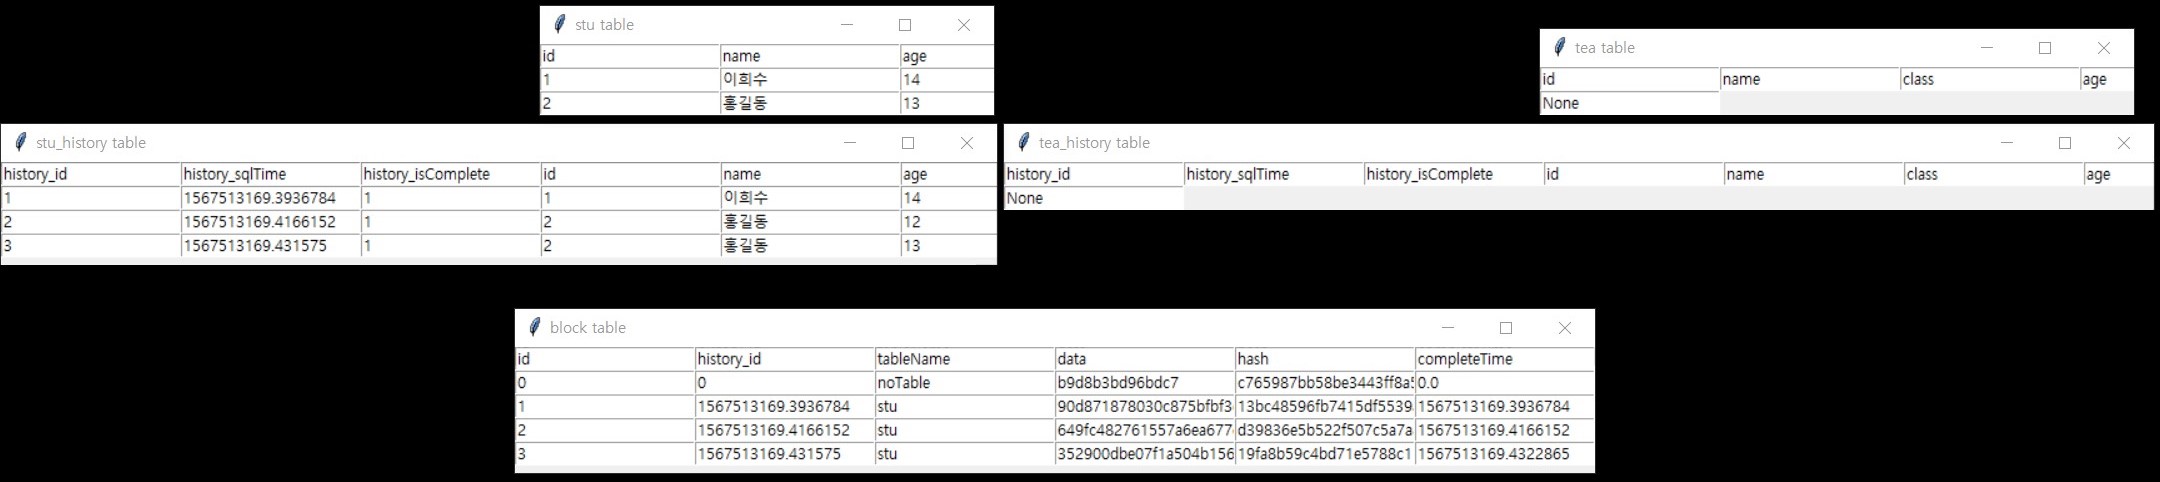 stu table
id name age
1 이희수 14
2 홍길동 13
tea table
id name class age
None
stu_history table
history_id history_sqlTime history_isComplete id name age
1 1567513169.3936784 1 1 이희수 14
2 1567513169.4166152 1 2 홍길동 12
3 1567513169.431575 1 2 홍길동 13
tea_history table
history_id history_sqlTime history_isComplete id name class age
None
block table
id history_id tableName data hash completeTime
0 0 noTable b9d8b3bd96bdc7 c765987bb58be3443ff8a5 0.0
1 1567513169.3936784 stu 90d871878030c875bfbf3 13bc48596fb7415df5539 1567513169.3936784
2 1567513169.4166152 stu 649fc482761557a6ea677 d39836e5b522f507c5a7a 1567513169.4166152
3 1567513169.431575 stu 352900dbe07f1a504b156 19fa8b59c4bd71e5788c1 1567513169.4322865